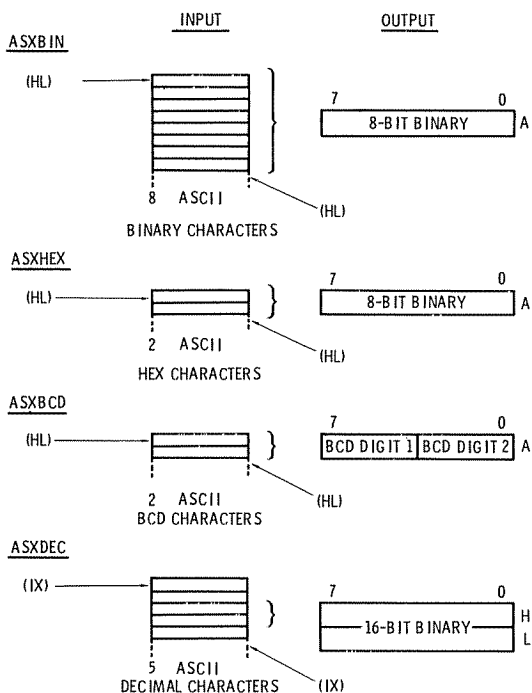 INPUT OUTPUT
ASXBIN
(HL)
7 0
8-BIT BINARY A
8 ASCII
(HL)
BINARY CHARACTERS
ASXHEX
(HL)
7 0
8-BIT BINARY A
2 ASCII
(HL)
HEX CHARACTERS
ASXBCD
(HL)
7 0
BCD DIGIT 1 BCD DIGIT 2 A
2 ASCII
(HL)
BCD CHARACTERS
ASXDEC
(IX)
7 0
H
16-BIT BINARY
L
5 ASCII
DECIMAL CHARACTERS (IX)